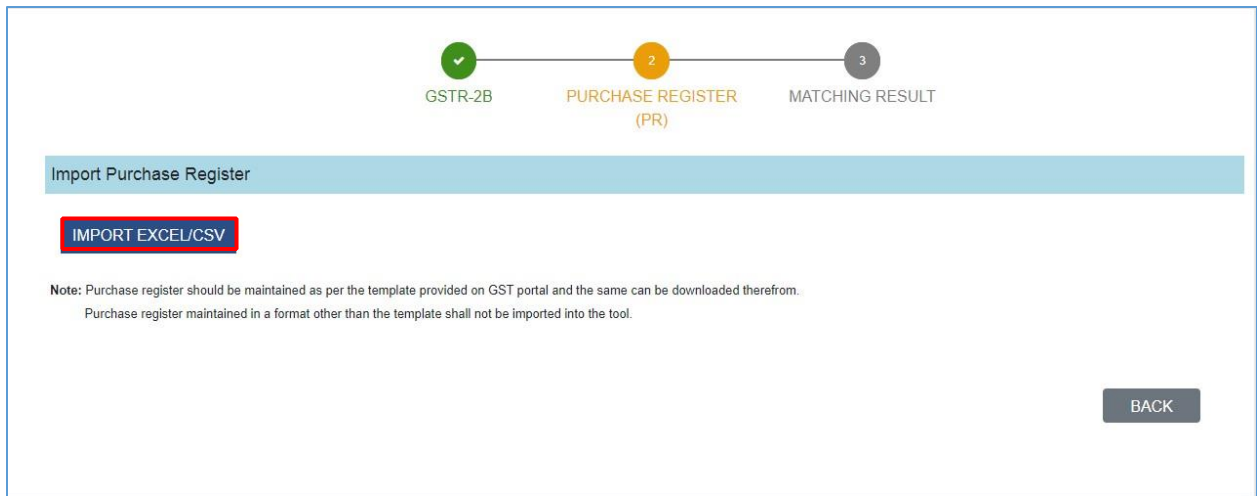 2
3
GSTR-2B
PURCHASE REGISTER
(PR)
MATCHING RESULT
Import Purchase Register
IMPORT EXCEL/CSV
Note: Purchase register should be maintained as per the template provided on GST portal and the same can be downloaded therefrom.
Purchase register maintained in a format other than the template shall not be imported into the tool.
BACK